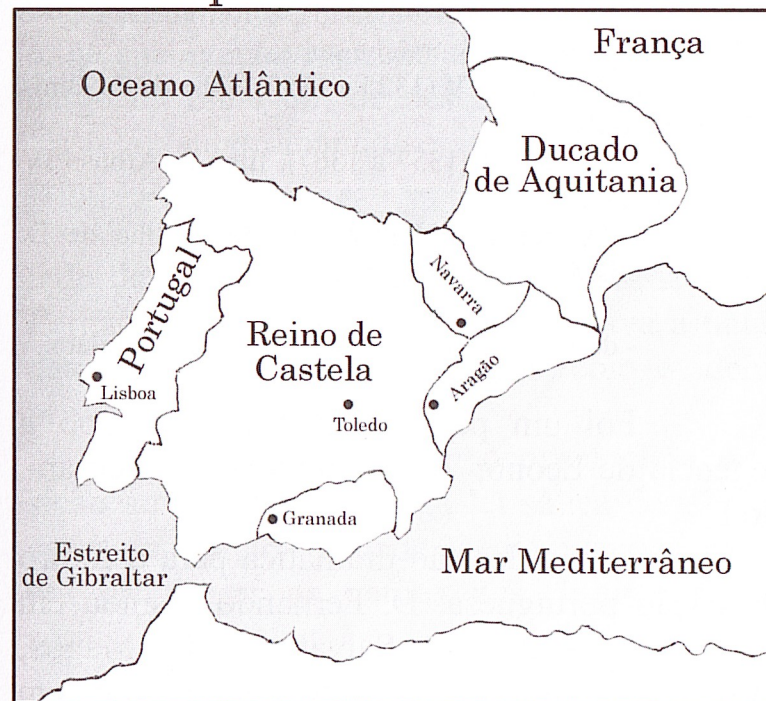 França
Oceano Atlântico
Ducado
de Aquitania
Navarra
Portugal
Reino de
Castela
Aragão
Lisboa
Toledo
Granada
Estreito
de Gibraltar
Mar Mediterrâneo